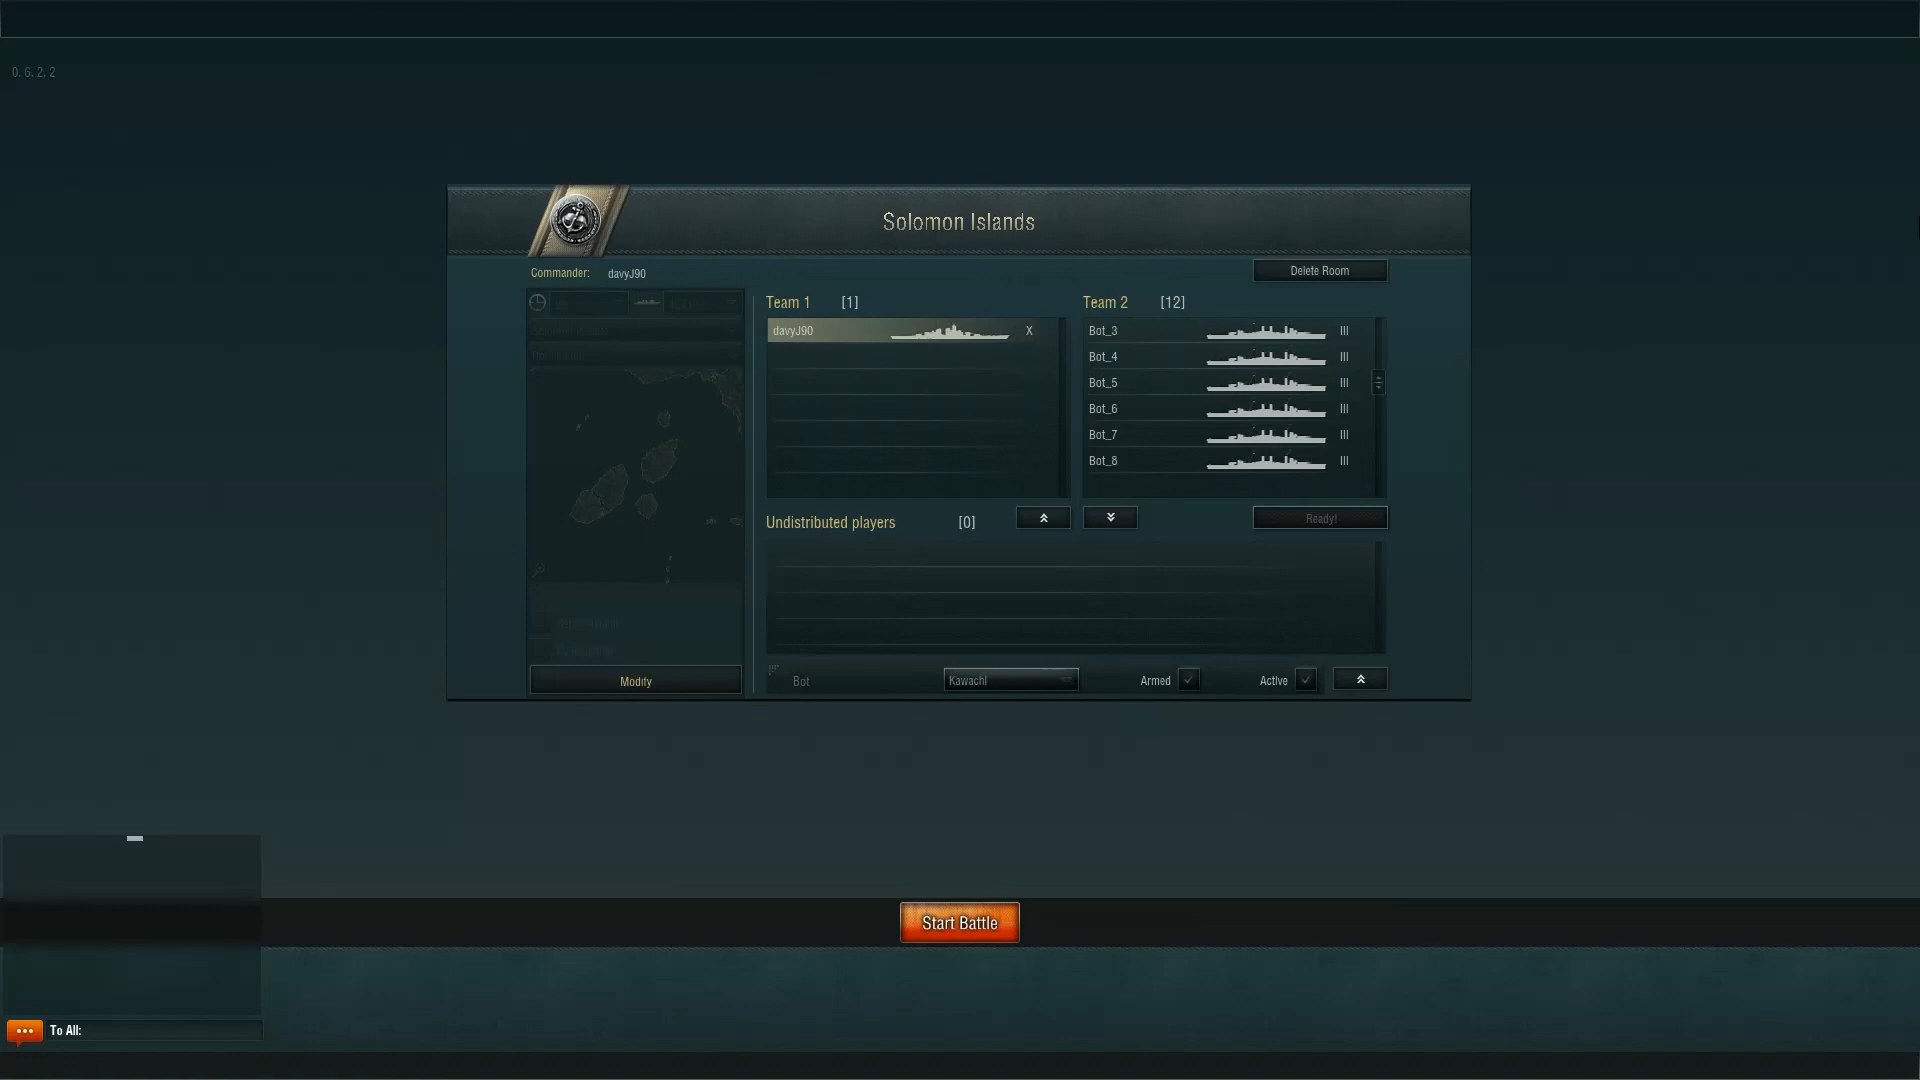 0. 6. 2. 2
Solomon Islands
Commander: davyJ90
Delete Room
Team 1 [1]
Team 2 [12]
davyJ90 X
Bot_3 III
Bot_4 III
Bot_5 III
Bot_6 III
Bot_7 III
Bot_8 III
Undistributed players [0]
Ready!
Modify
Bot
Kawachi
Armed
Active
Start Battle
To All: